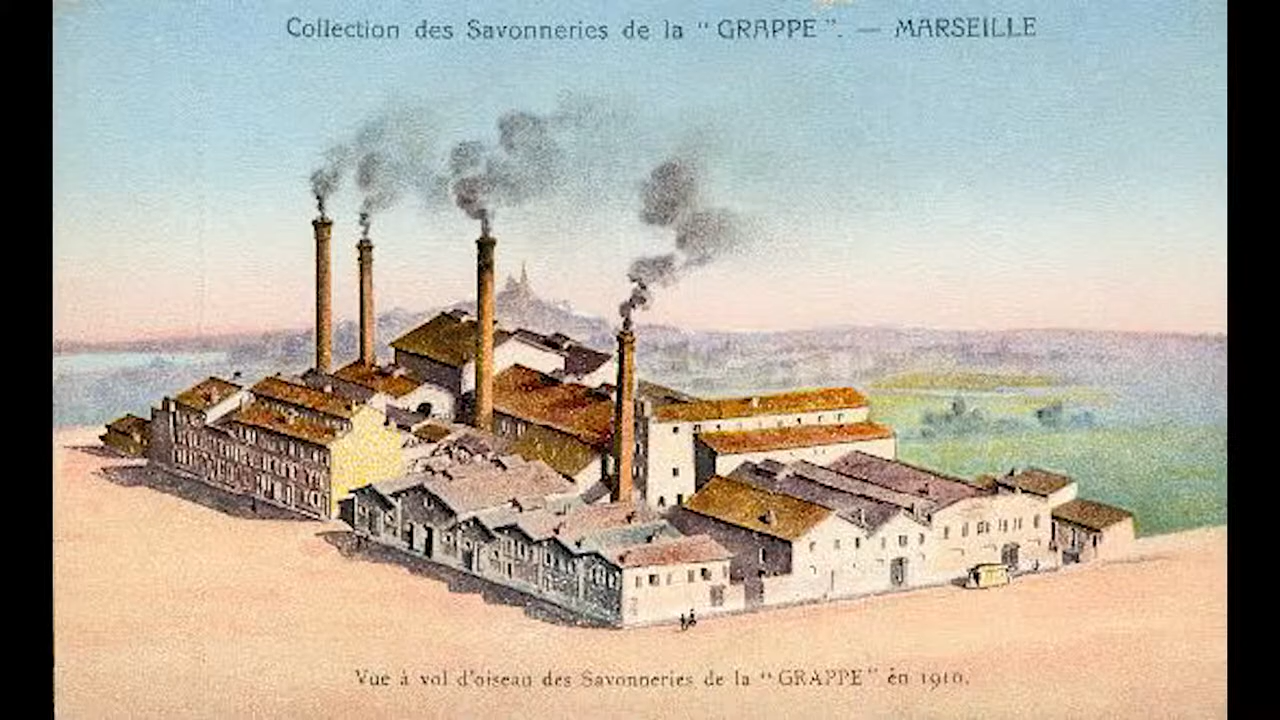 Collection des Savonneries de la "GRAPPE". — MARSEILLE
Vue à vol d'oiseau des Savonneries de la "GRAPPE" en 1910.